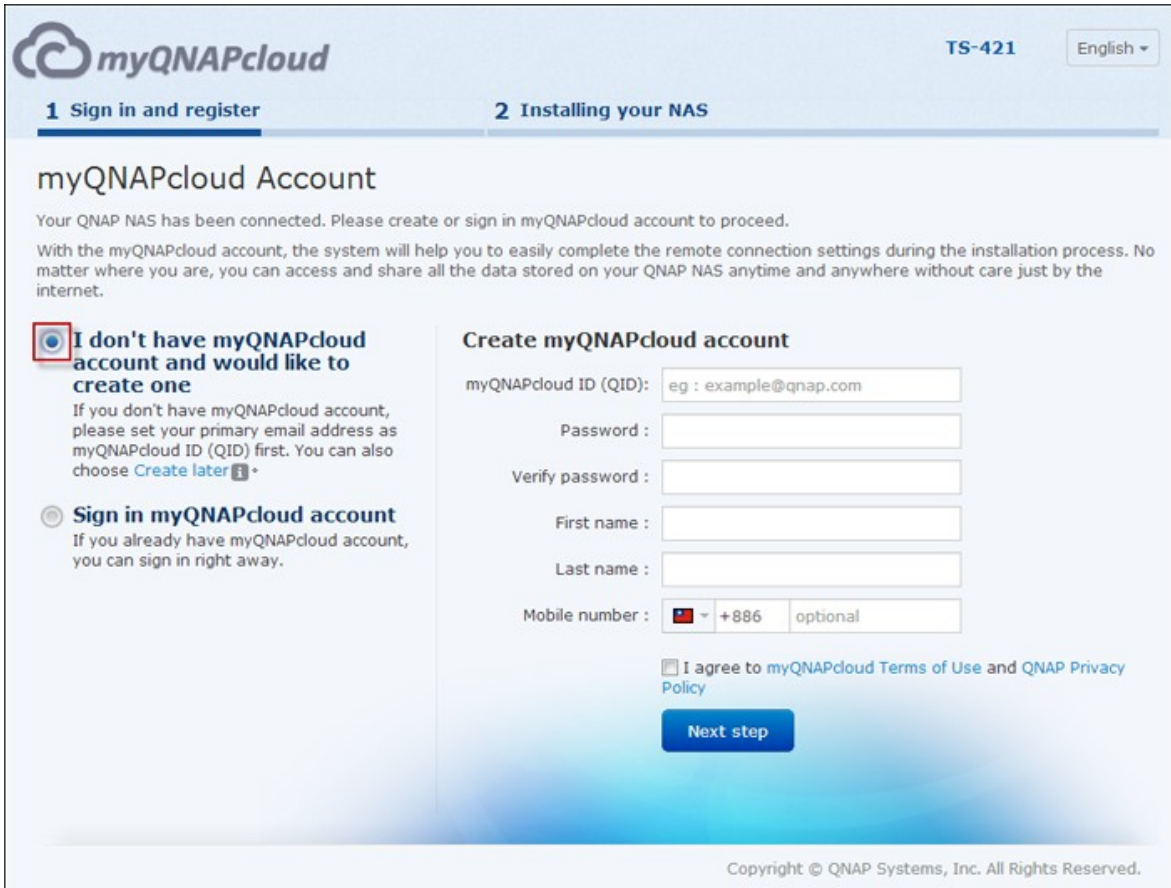 myQNAPcloud
TS-421
English
1 Sign in and register
2 Installing your NAS
myQNAPcloud Account
Your QNAP NAS has been connected. Please create or sign in myQNAPcloud account to proceed.
With the myQNAPcloud account, the system will help you to easily complete the remote connection settings during the installation process. No
matter where you are, you can access and share all the data stored on your QNAP NAS anytime and anywhere without care just by the
internet.
I don't have myQNAPcloud
account and would like to
create one
If you don't have myQNAPcloud account,
please set your primary email address as
myQNAPcloud ID (QID) first. You can also
choose Create later i 。
Sign in myQNAPcloud account
If you already have myQNAPcloud account,
you can sign in right away.
Create myQNAPcloud account
myQNAPcloud ID (QID): eg : example@qnap.com
Password :
Verify password :
First name :
Last name :
Mobile number : +886 optional
I agree to myQNAPcloud Terms of Use and QNAP Privacy
Policy
Next step
Copyright © QNAP Systems, Inc. All Rights Reserved.